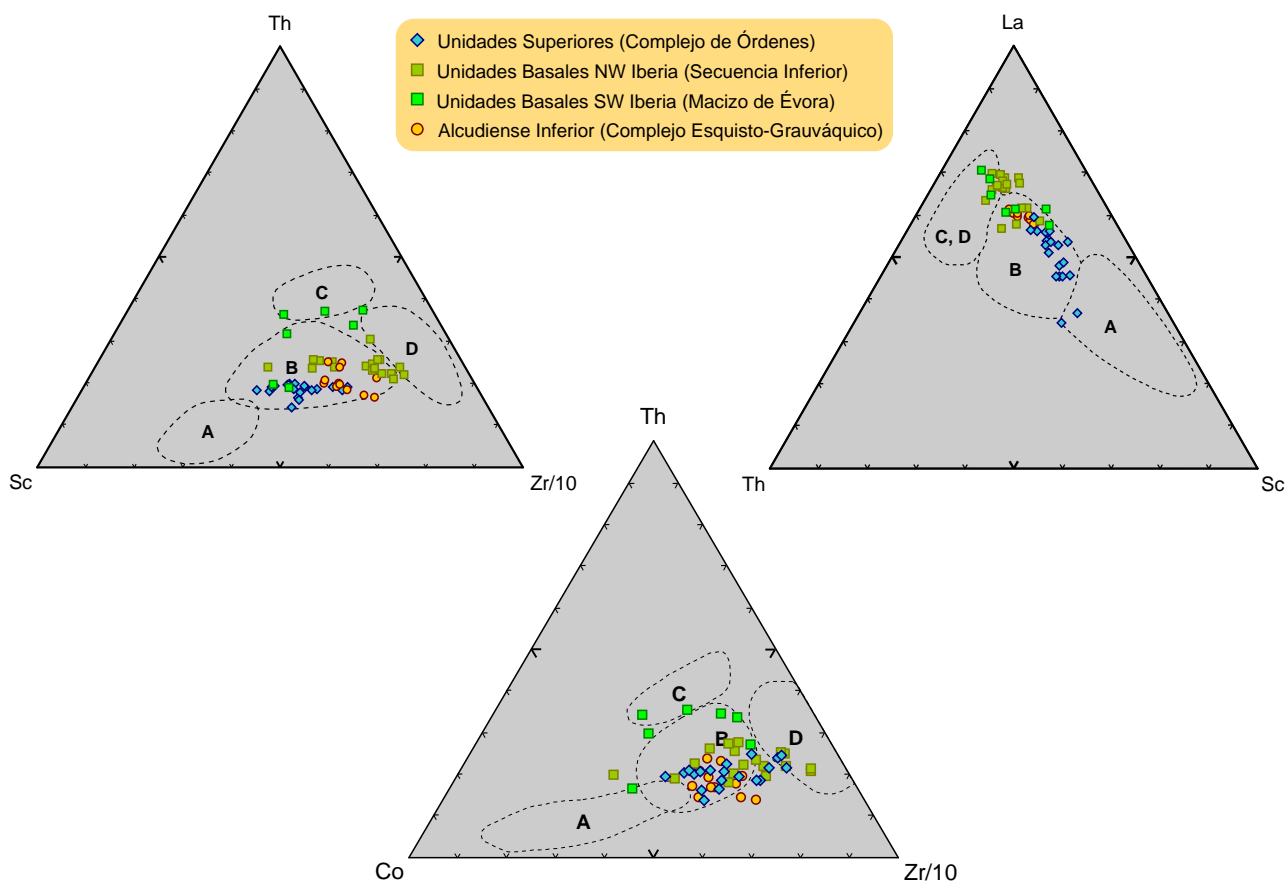 Th
La
Unidades Superiores (Complejo de Órdenes)
Unidades Basales NW Iberia (Secuencia Inferior)
Unidades Basales SW Iberia (Macizo de Évora)
Alcudiense Inferior (Complejo Esquisto-Grauváquico)
C
D
B
A
Sc
Zr/10
C, D
B
A
Th
Sc
Th
C
B
D
A
Co
Zr/10